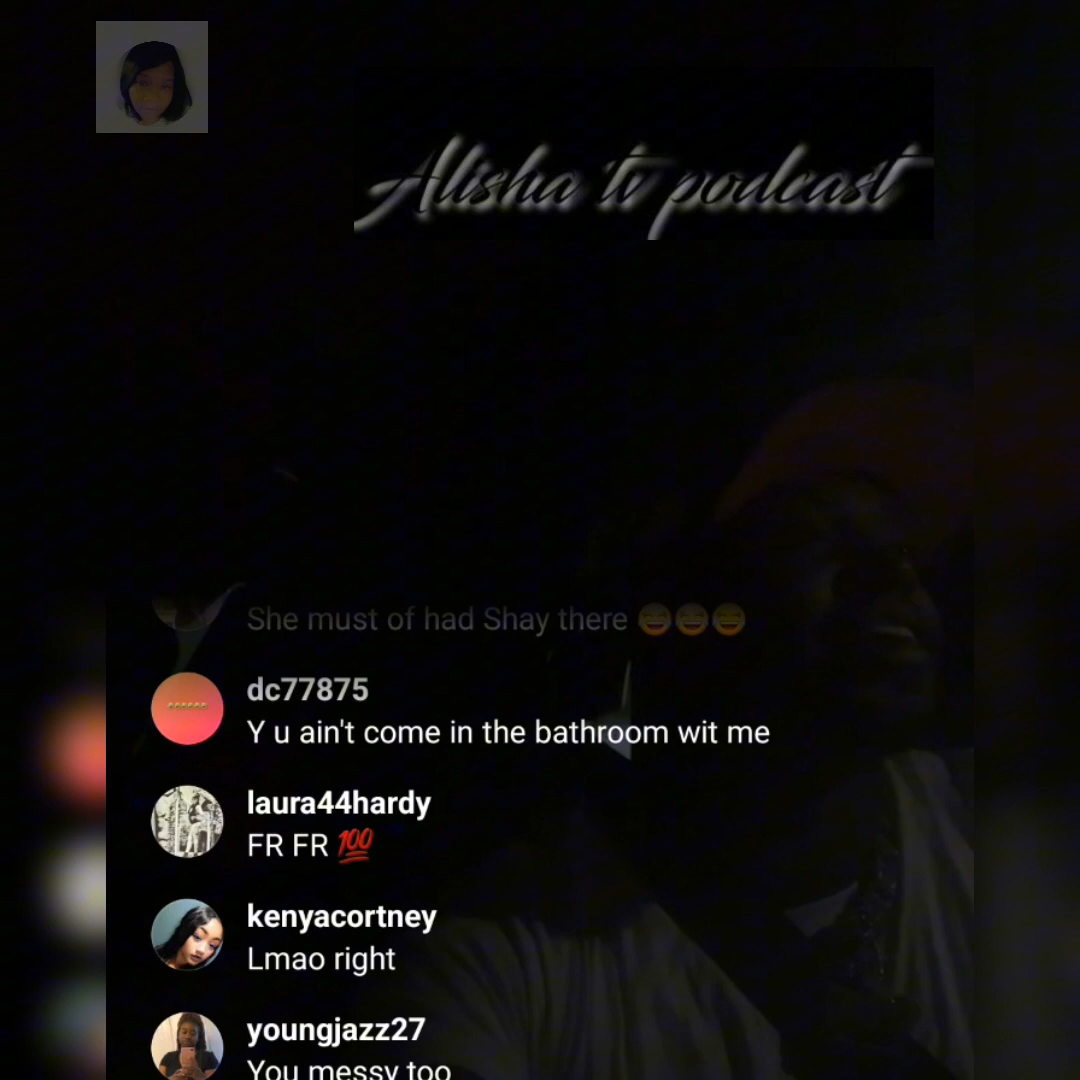 Alisha tv podcast
She must of had Shay there 😄😄😄
dc77875
Y u ain't come in the bathroom wit me
laura44hardy
FR FR 💯
kenyacortney
Lmao right
youngjazz27
You messy too